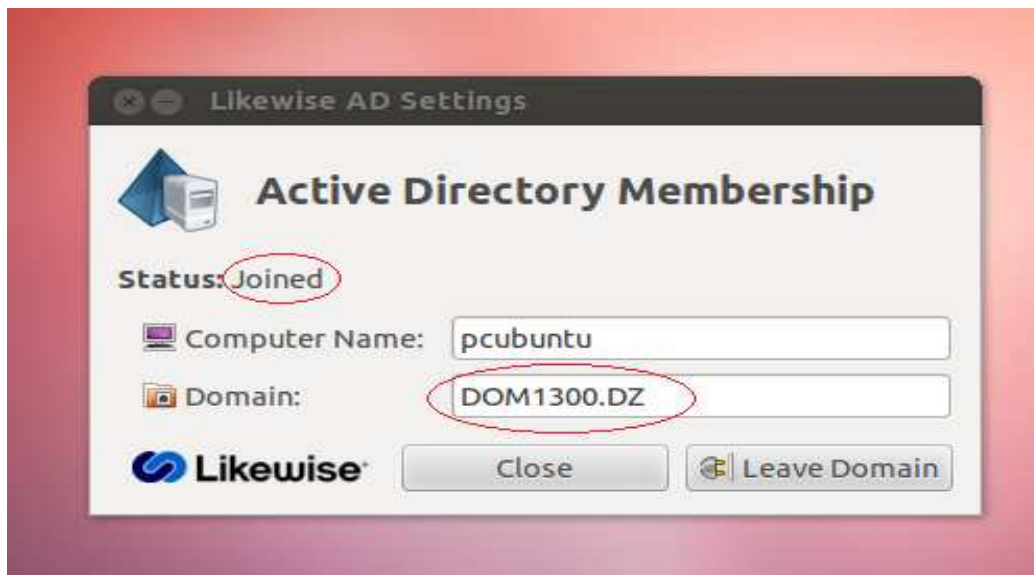 Likewise AD Settings
Active Directory Membership
Status: Joined
Computer Name: pcubuntu
Domain: DOM1300.DZ
Likewise Close Leave Domain